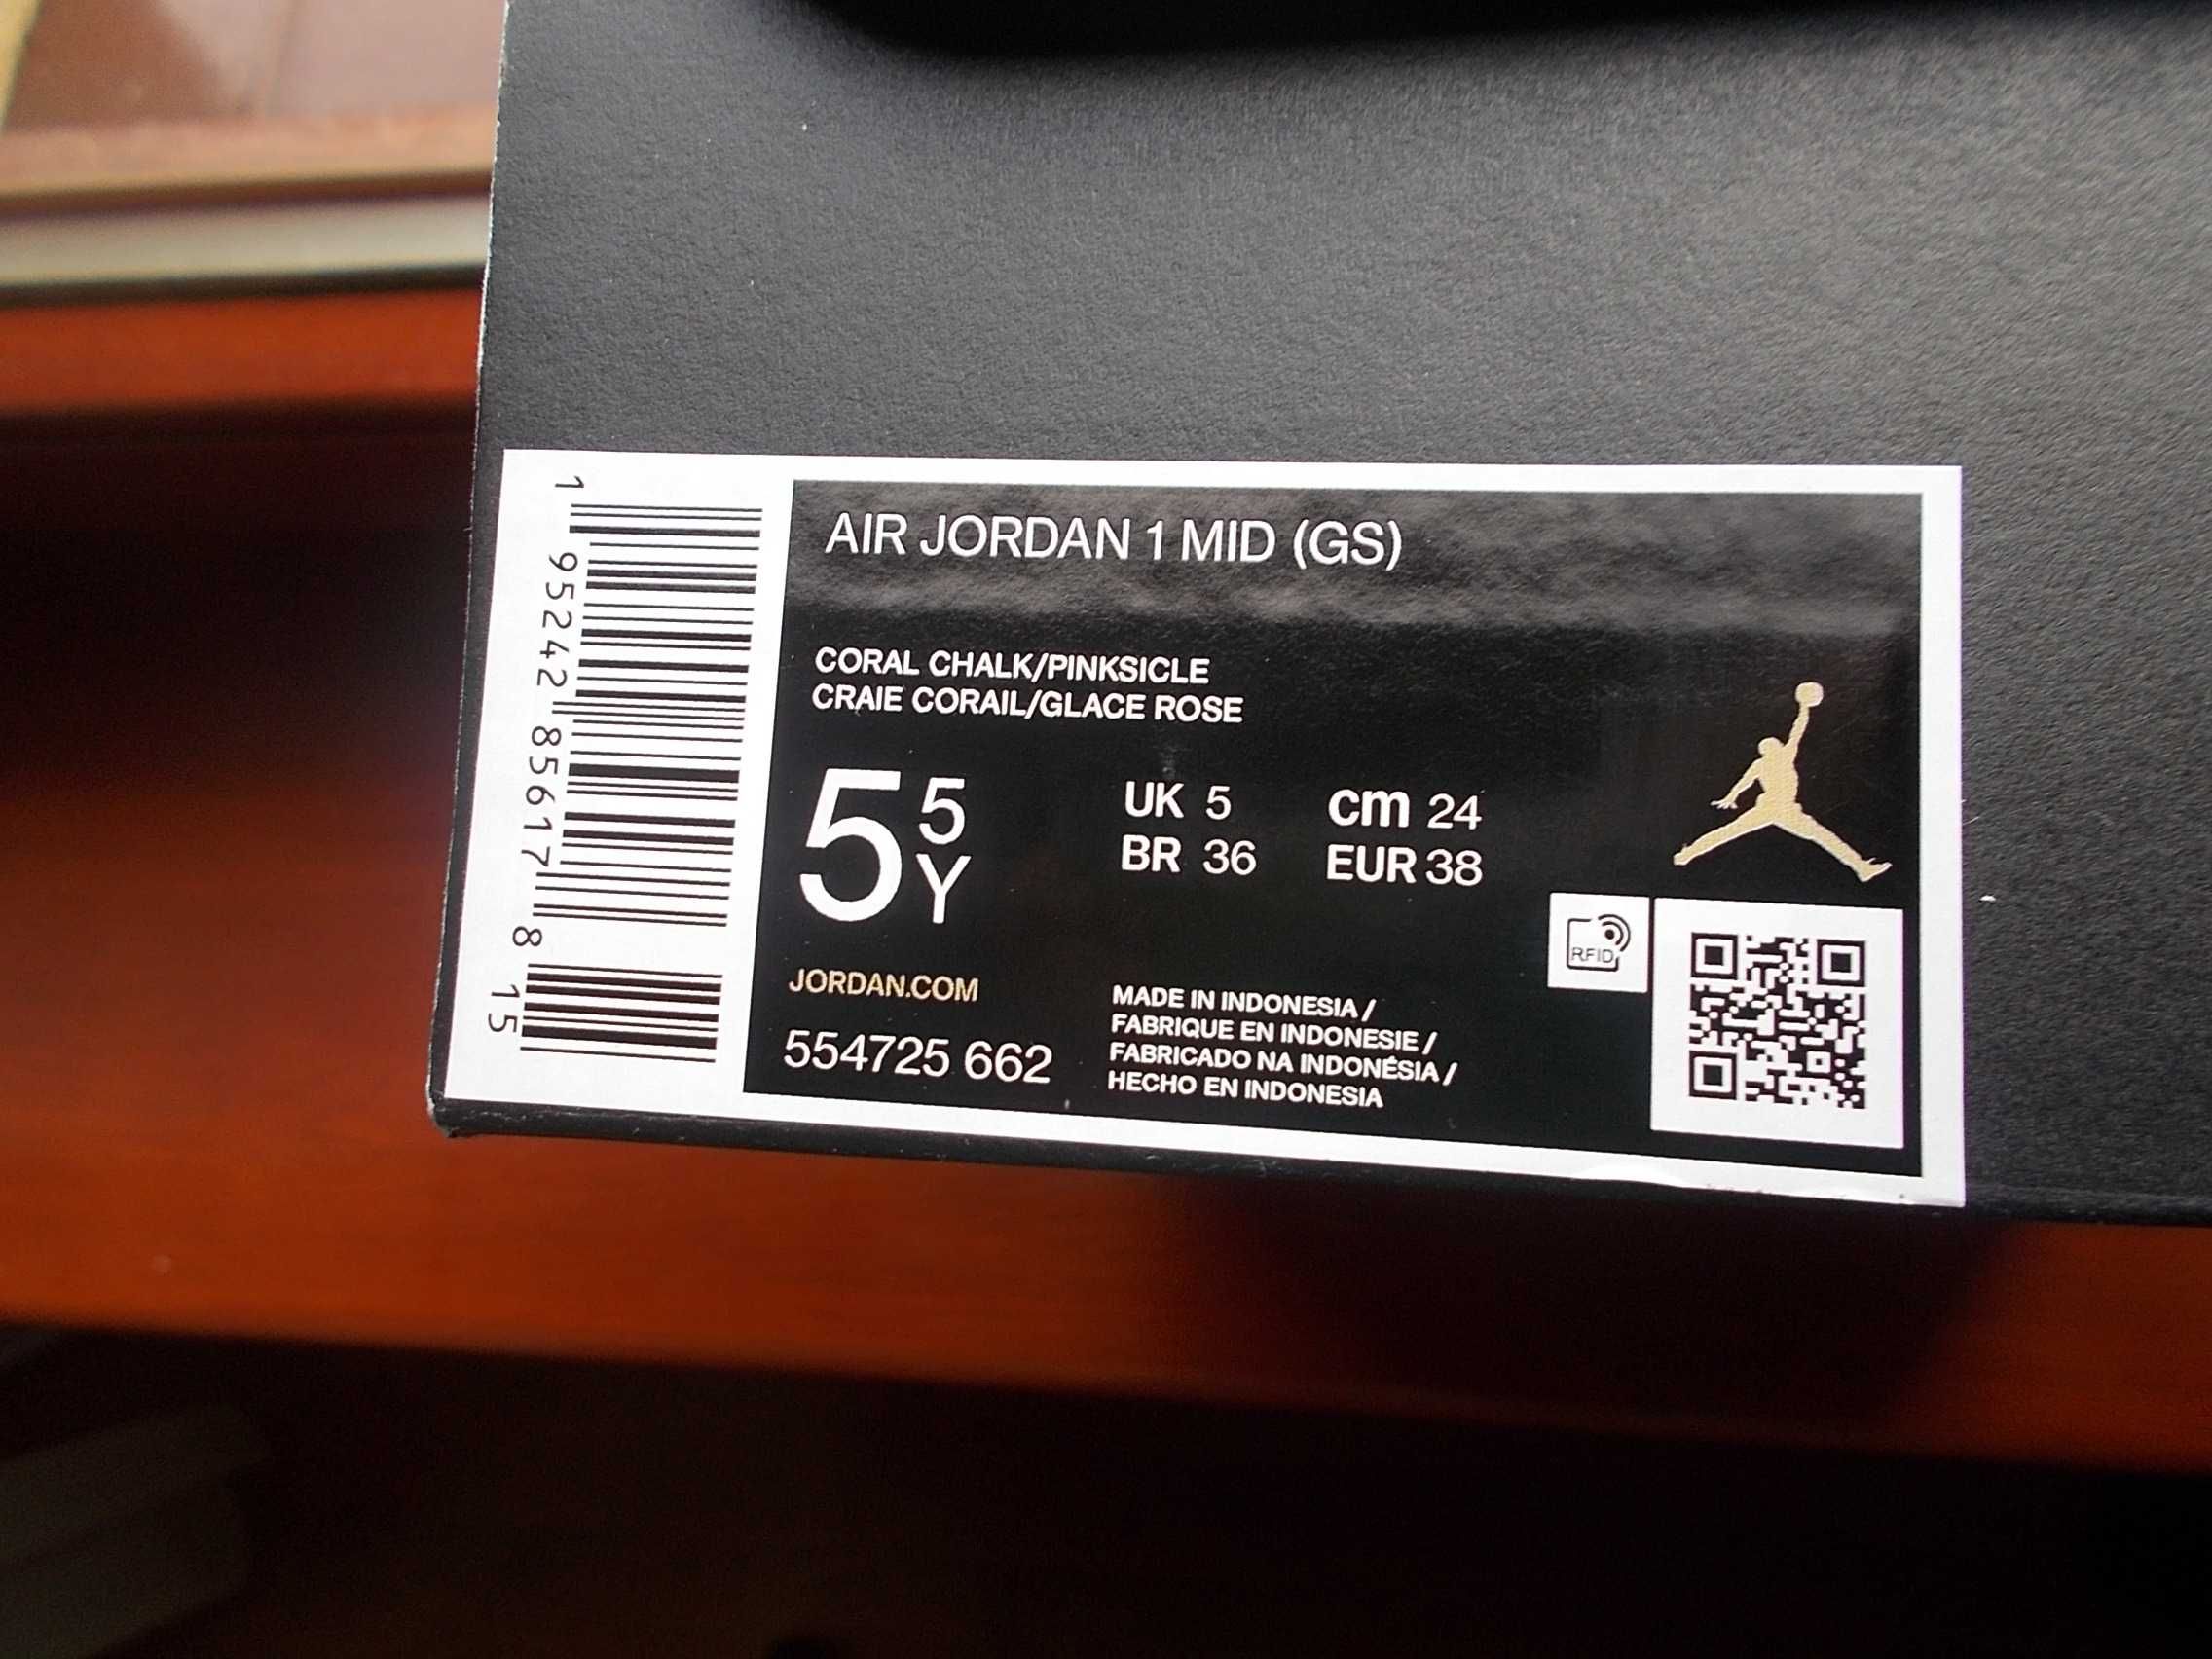 AIR JORDAN 1 MID (GS)
CORAL CHALK/PINKSICLE
CRAIE CORAIL/GLACE ROSE
5 5 Y
UK 5 cm 24
BR 36 EUR 38
RFID
JORDAN.COM
554725 662
MADE IN INDONESIA /
FABRIQUE EN INDONESIE /
FABRICADO NA INDONÉSIA /
HECHO EN INDONESIA
1 95242 85617 8 15